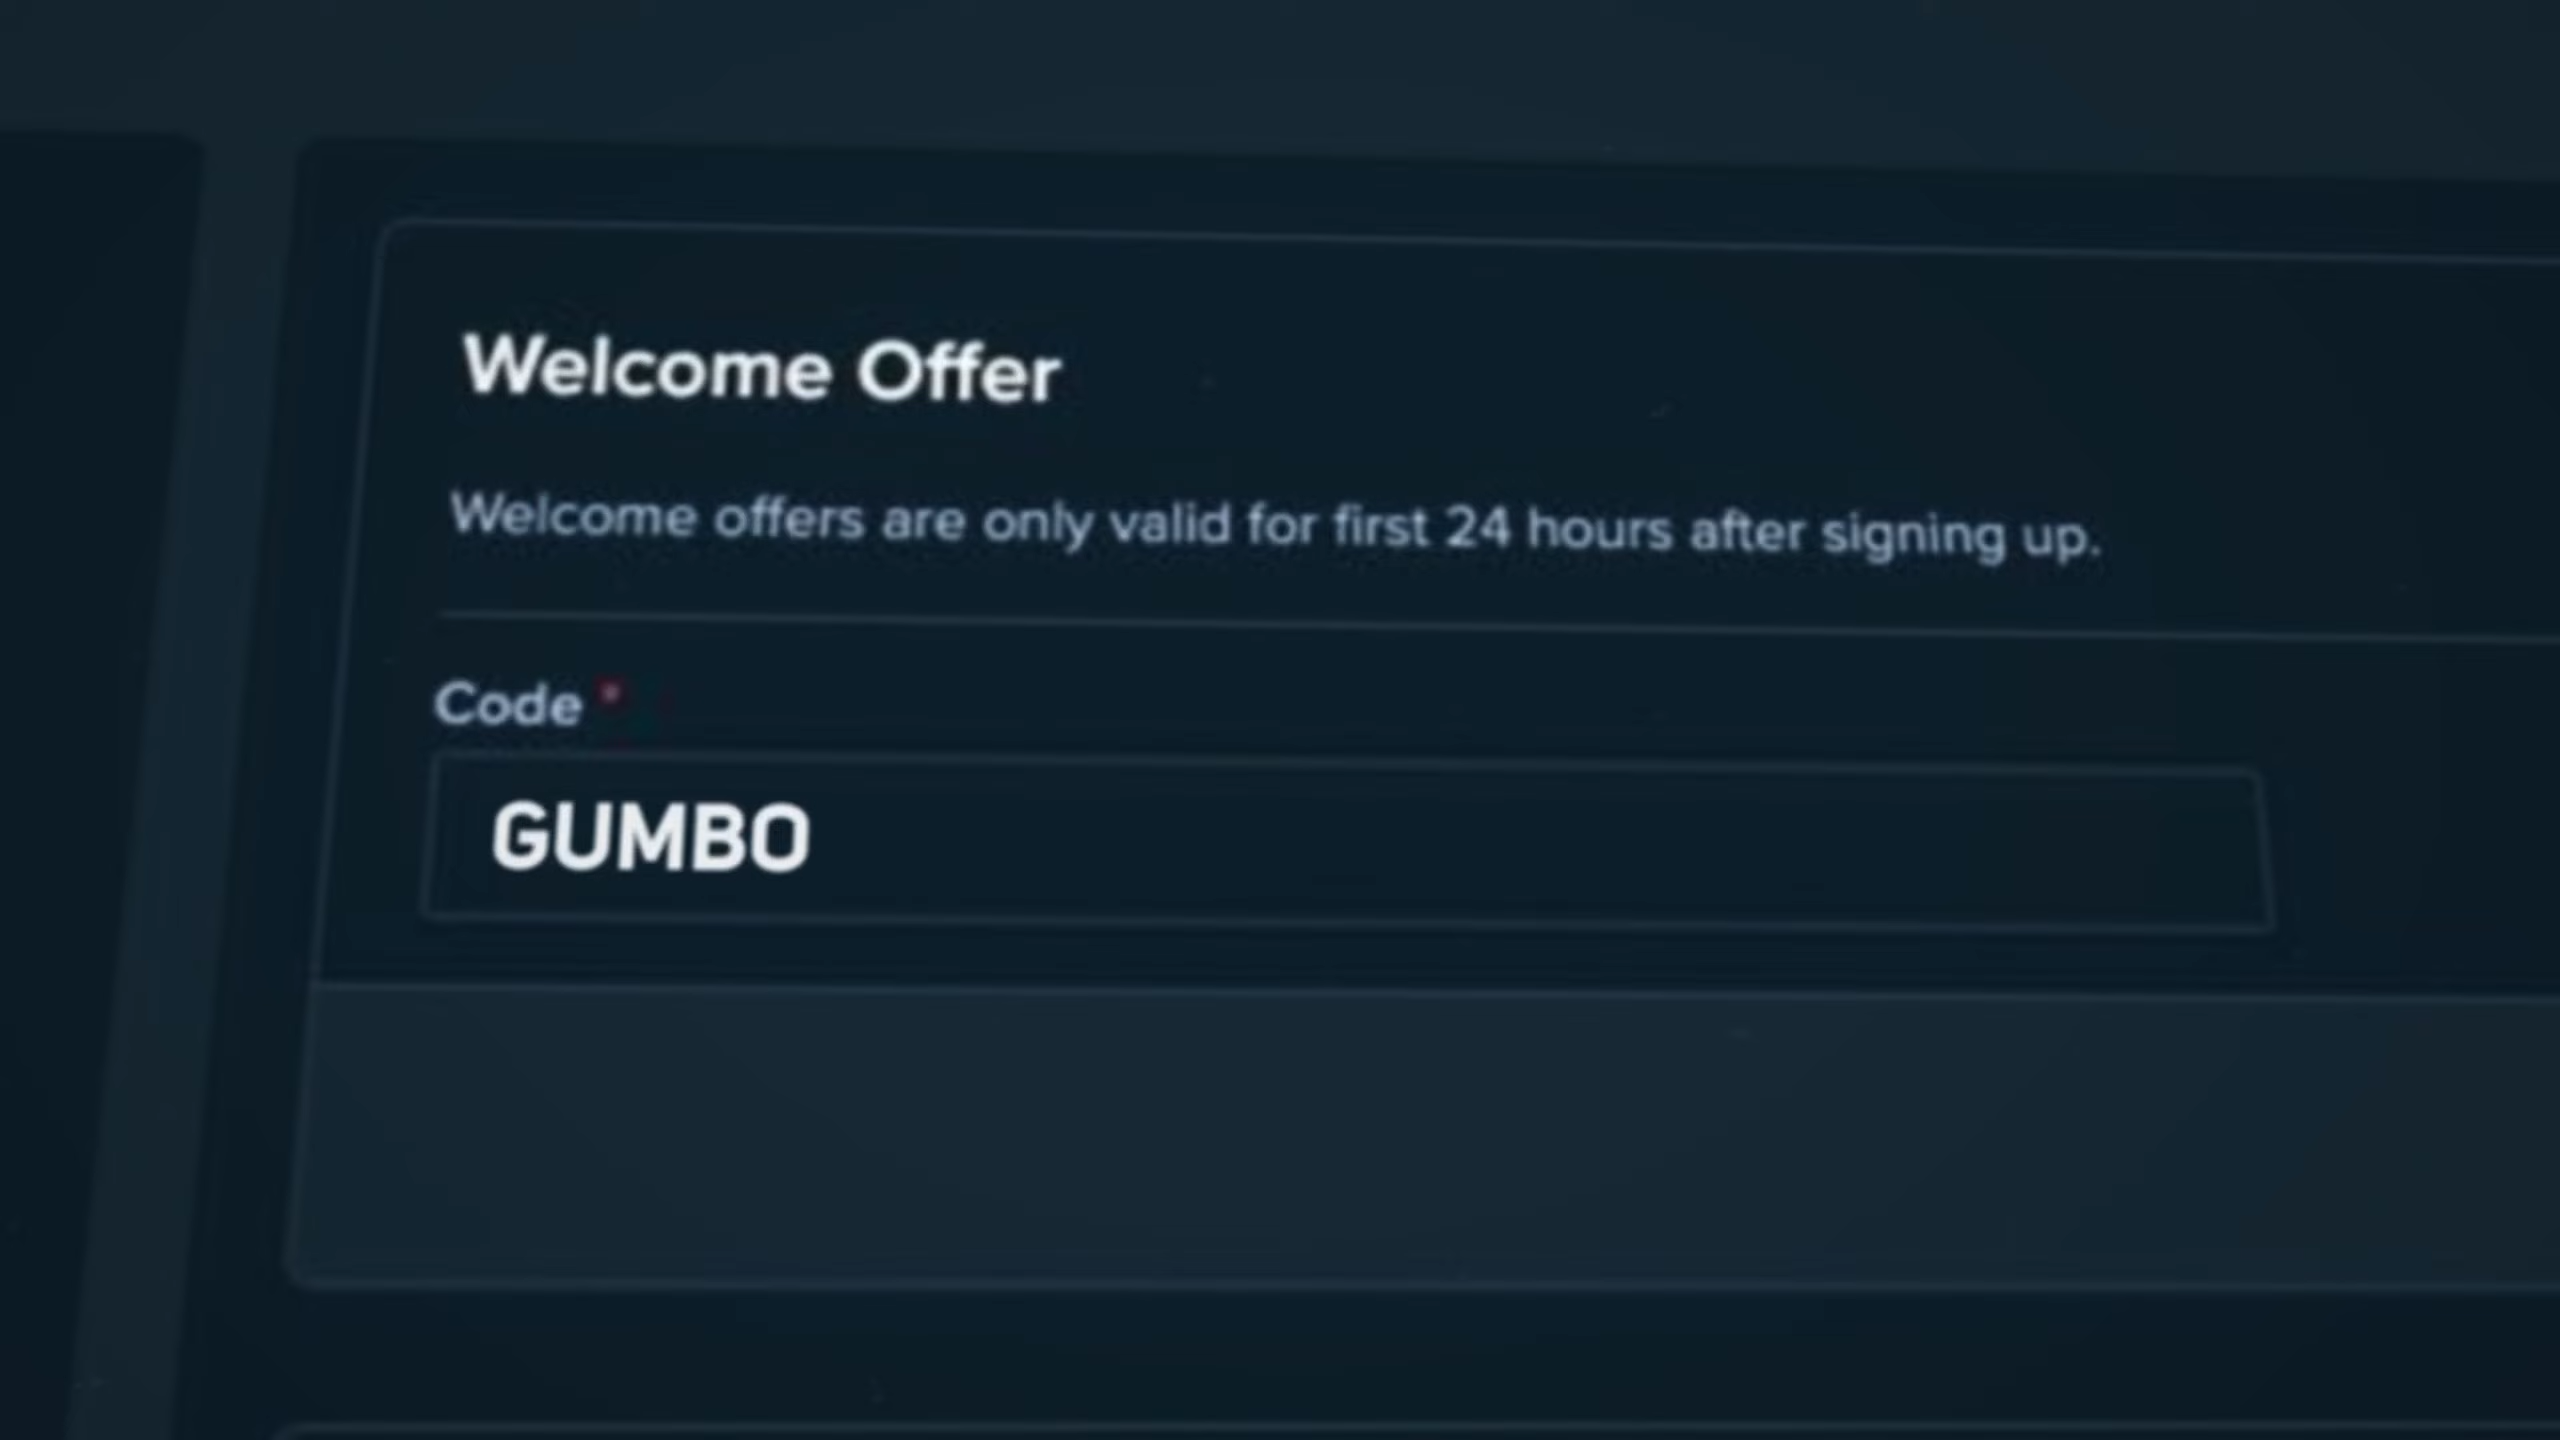 Welcome Offer
Welcome offers are only valid for first 24 hours after signing up.
Code *
GUMBO